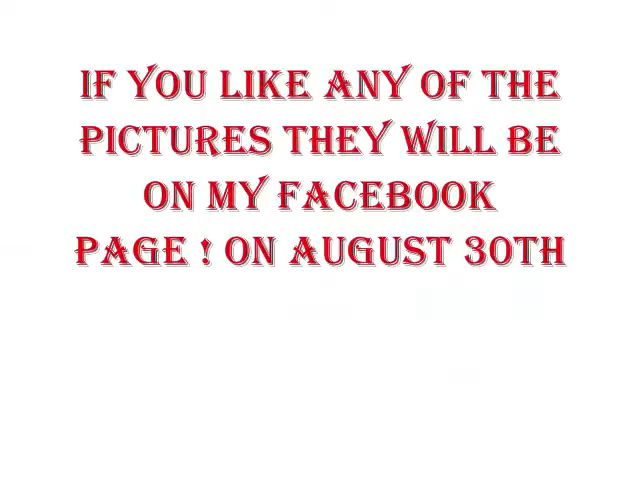 IF YOU LIKE ANY OF THE
PICTURES THEY WILL BE
ON MY FACEBOOK
PAGE ! ON AUGUST 30TH